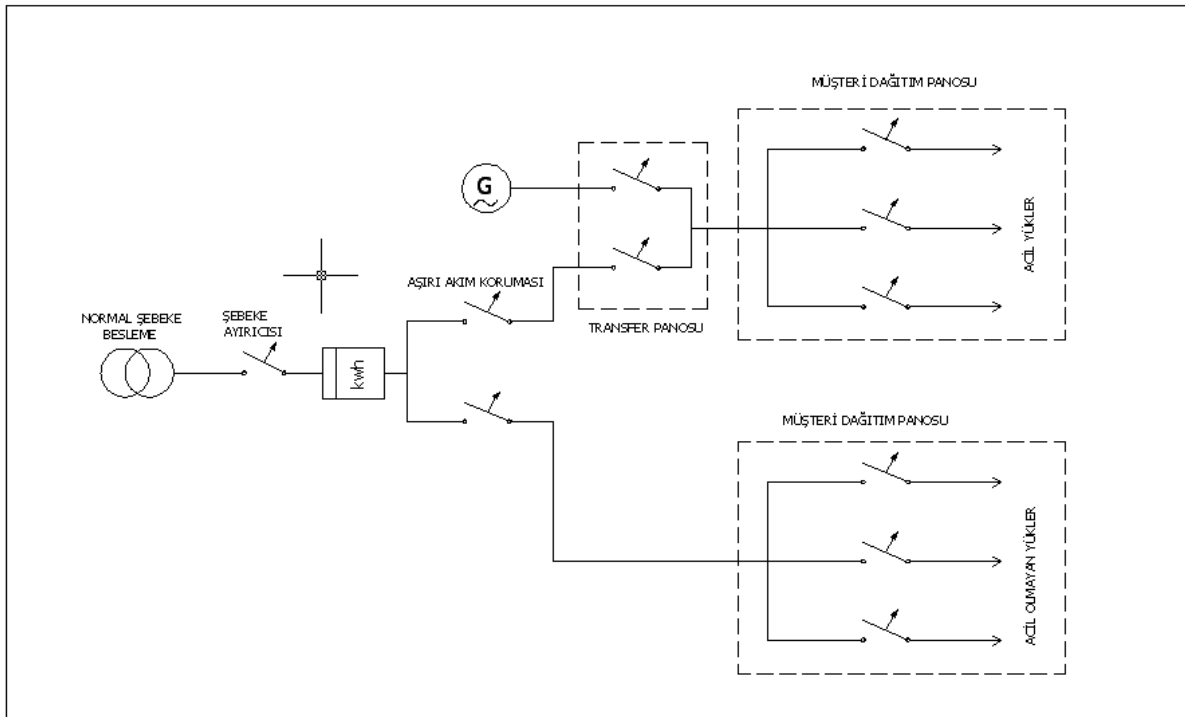 MÜŞTERİ DAĞITIM PANOSU
G
ACİL YÜKLER
AŞIRI AKIM KORUMASI
TRANSFER PANOSU
NORMAL ŞEBEKE
BESLEME
ŞEBEKE
AYIRICISI
kwh
MÜŞTERİ DAĞITIM PANOSU
ACİL OLMAYAN YÜKLER